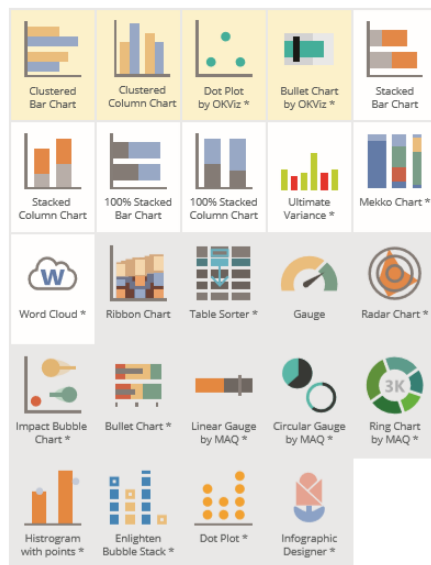 Clustered
Bar Chart
Clustered
Column Chart
Dot Plot
by OKViz *
Bullet Chart
by OKViz *
Stacked
Bar Chart
Stacked
Column Chart
100% Stacked
Bar Chart
100% Stacked
Column Chart
Ultimate
Variance *
Mekko Chart *
W
Word Cloud *
Ribbon Chart
Table Sorter *
Gauge
Radar Chart *
Impact Bubble
Chart *
Bullet Chart *
Linear Gauge
by MAQ *
Circular Gauge
by MAQ *
3K
Ring Chart
by MAQ *
Histrogram
with points *
Enlighten
Bubble Stack *
Dot Plot *
Infographic
Designer *